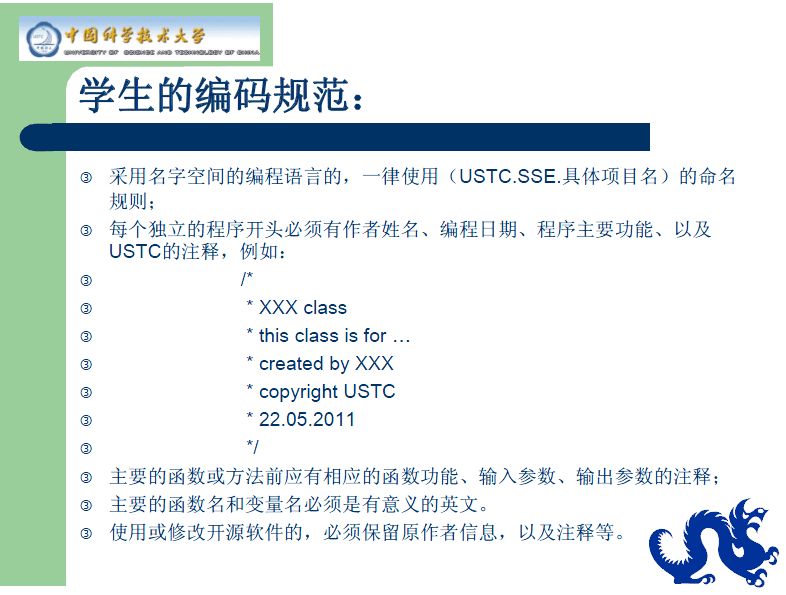 中国科学技术大学
UNIVERSITY OF SCIENCE AND TECHNOLOGY OF CHINA
学生的编码规范：
③ 采用名字空间的编程语言的，一律使用（USTC.SSE.具体项目名）的命名
规则；
③ 每个独立的程序开头必须有作者姓名、编程日期、程序主要功能、以及
USTC的注释，例如：
③ /*
③ * XXX class
③ * this class is for …
③ * created by XXX
③ * copyright USTC
③ * 22.05.2011
③ */
③ 主要的函数或方法前应有相应的函数功能、输入参数、输出参数的注释；
③ 主要的函数名和变量名必须是有意义的英文。
③ 使用或修改开源软件的，必须保留原作者信息，以及注释等。